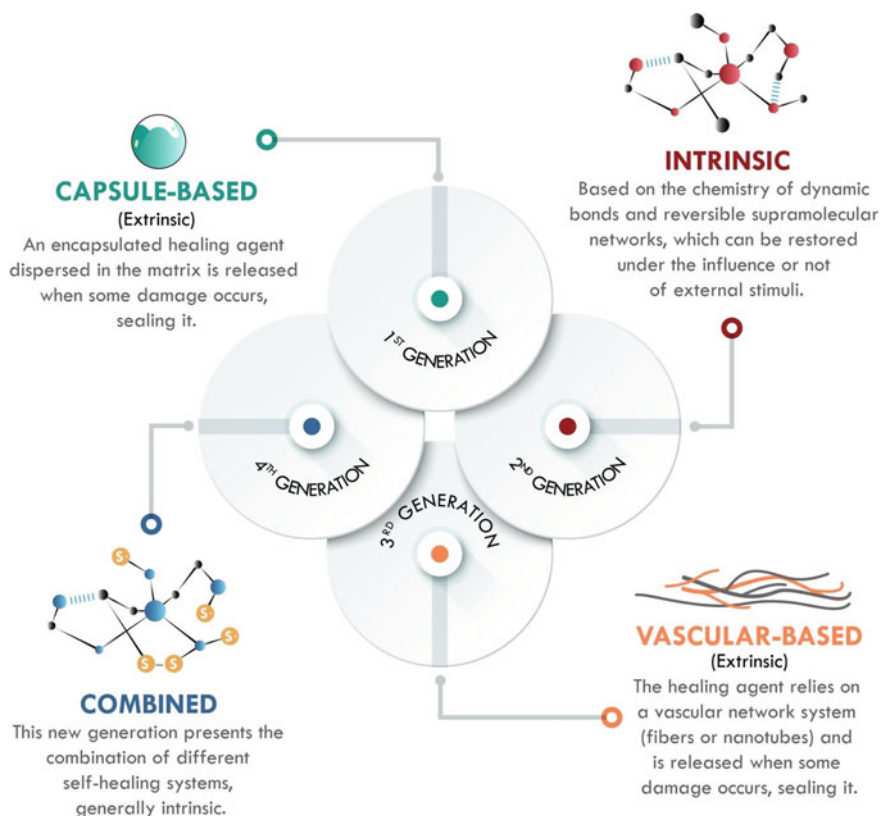 CAPSULE-BASED
(Extrinsic)
An encapsulated healing agent
dispersed in the matrix is released
when some damage occurs,
sealing it.
INTRINSIC
Based on the chemistry of dynamic
bonds and reversible supramolecular
networks, which can be restored
under the influence or not
of external stimuli.
1ST GENERATION
4TH GENERATION
2ND GENERATION
3RD GENERATION
S·
S
S-S
S·
COMBINED
This new generation presents the
combination of different
self-healing systems,
generally intrinsic.
VASCULAR-BASED
(Extrinsic)
The healing agent relies on
a vascular network system
(fibers or nanotubes) and
is released when some
damage occurs, sealing it.